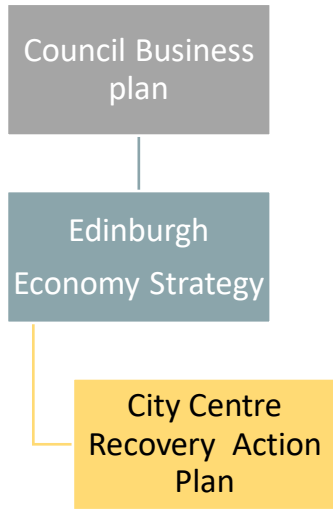 Council Business
plan
Edinburgh
Economy Strategy
City Centre
Recovery Action
Plan